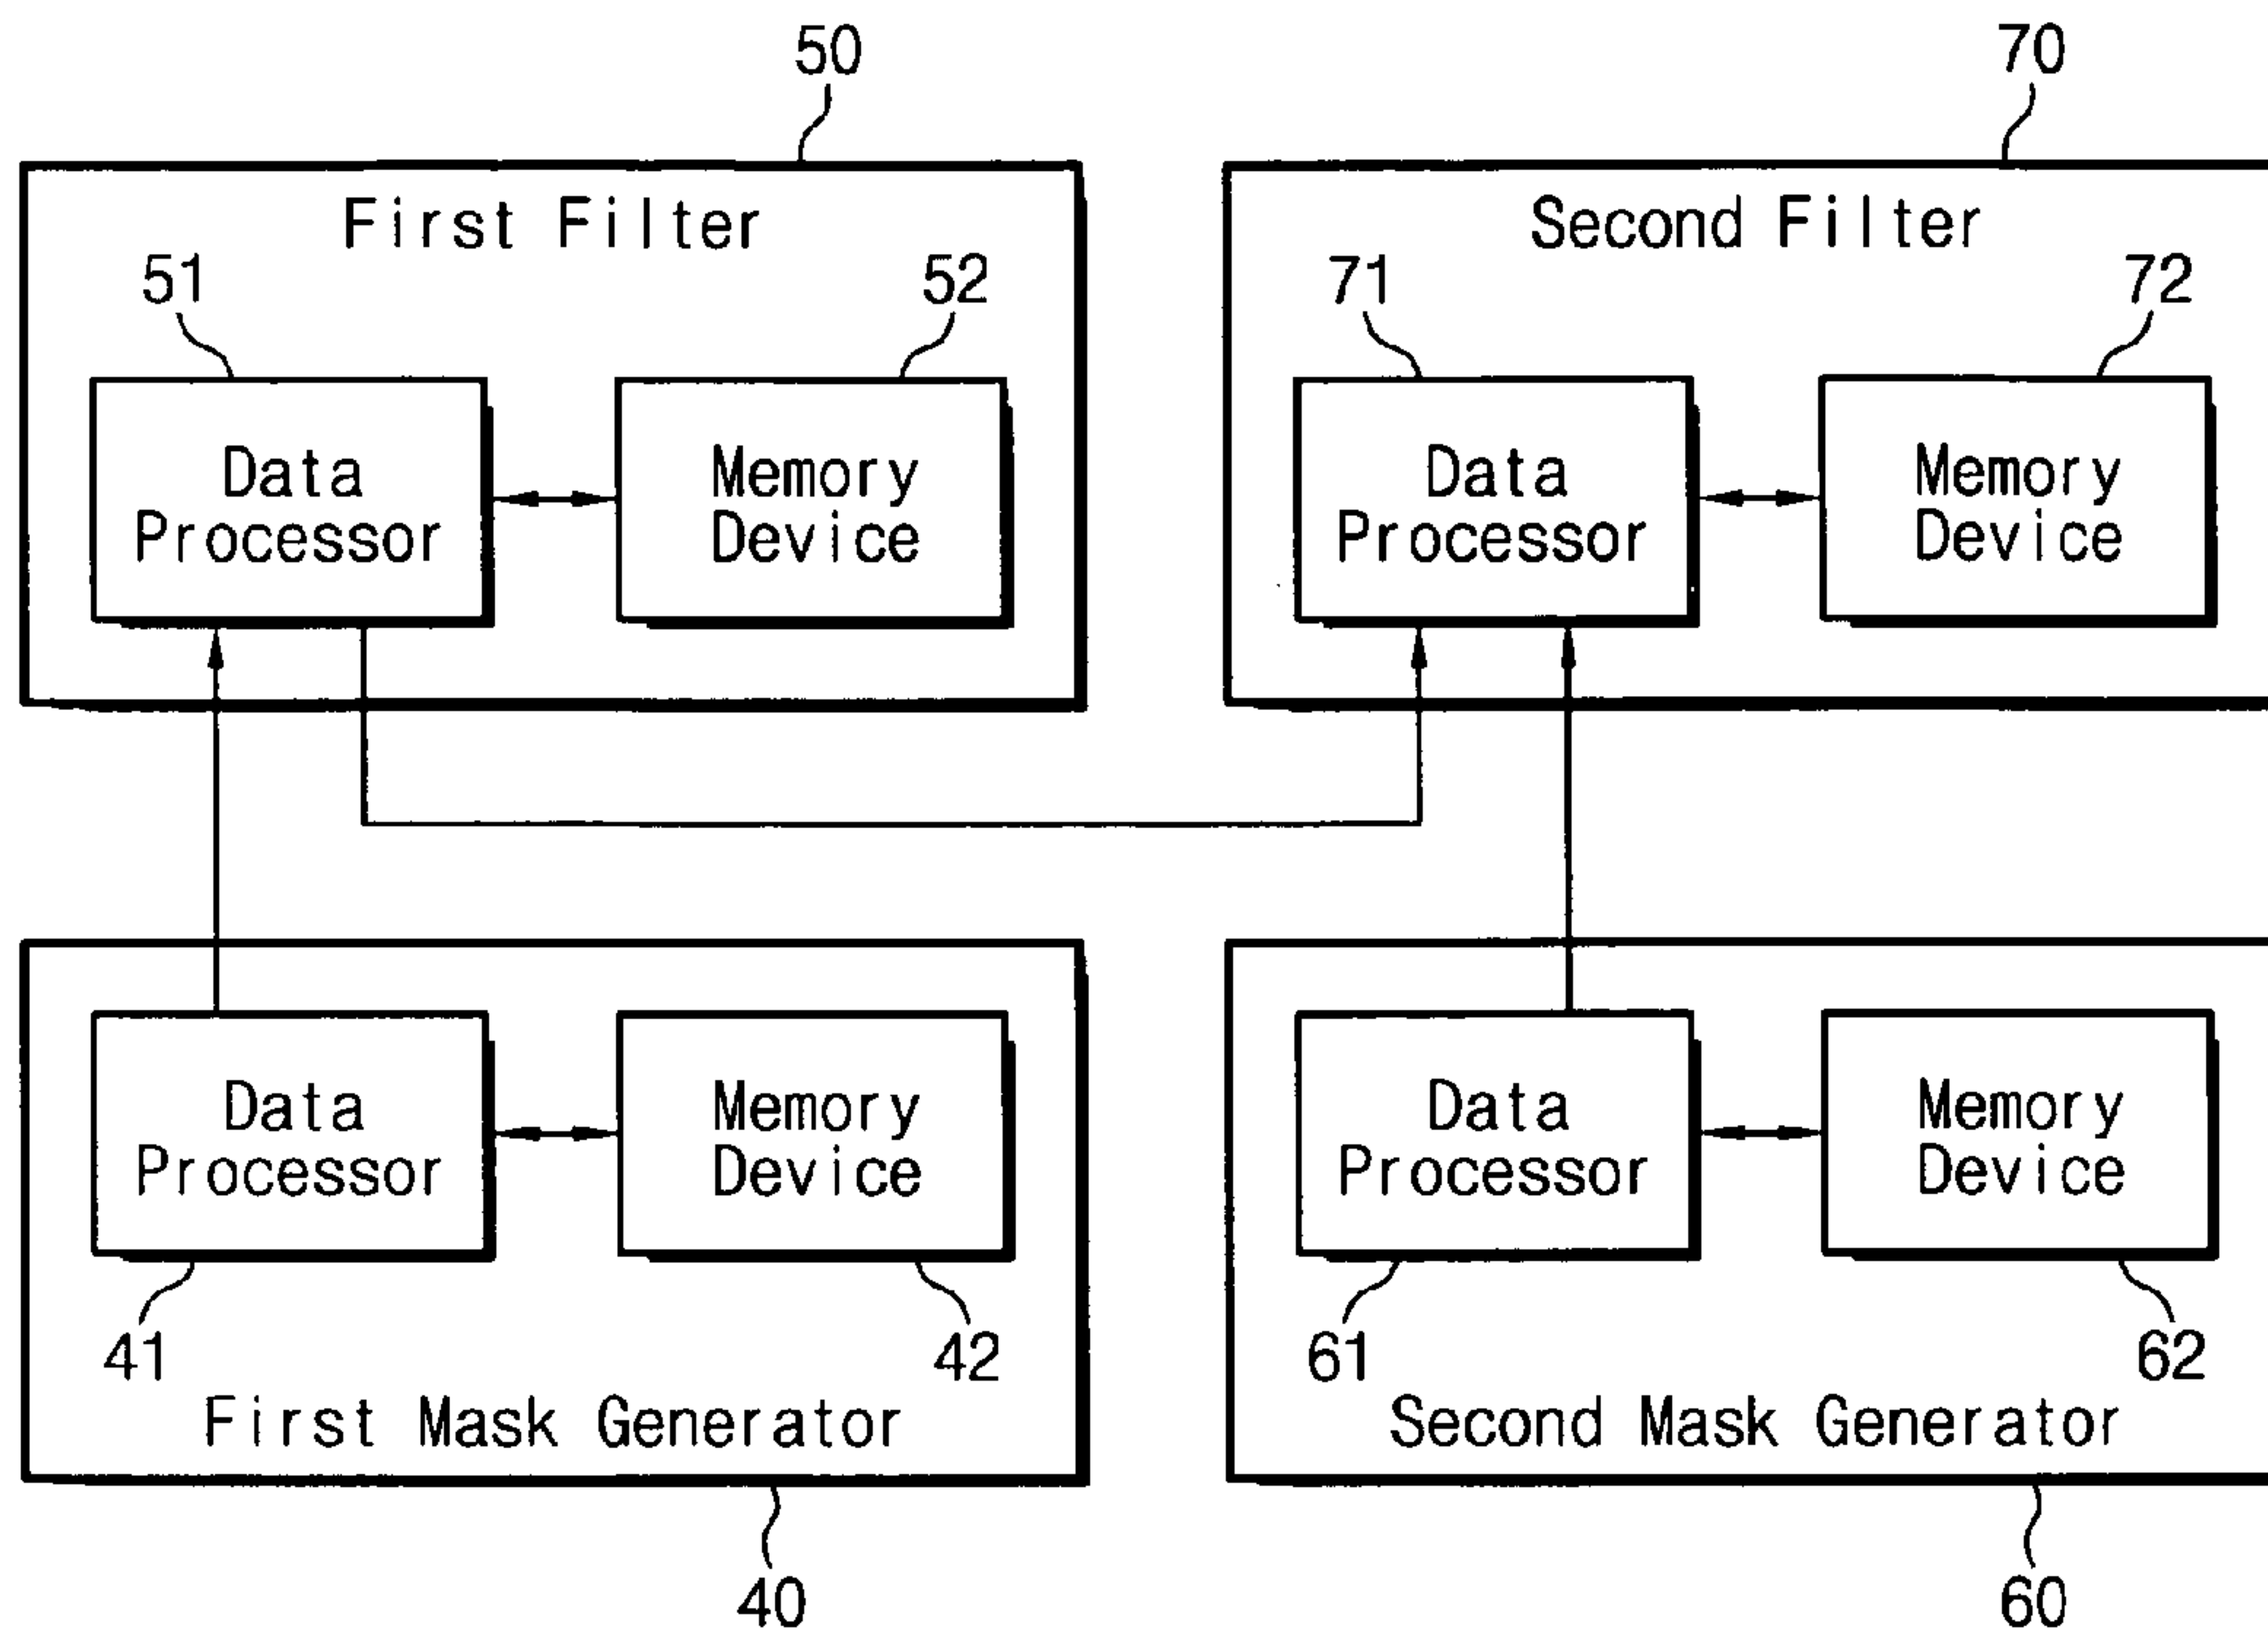 50
70
First Filter
Second Filter
51
52
71
72
Data
Processor
Memory
Device
Data
Processor
Memory
Device
Data
Processor
Memory
Device
Data
Processor
Memory
Device
41
42
61
62
First Mask Generator
Second Mask Generator
40
60